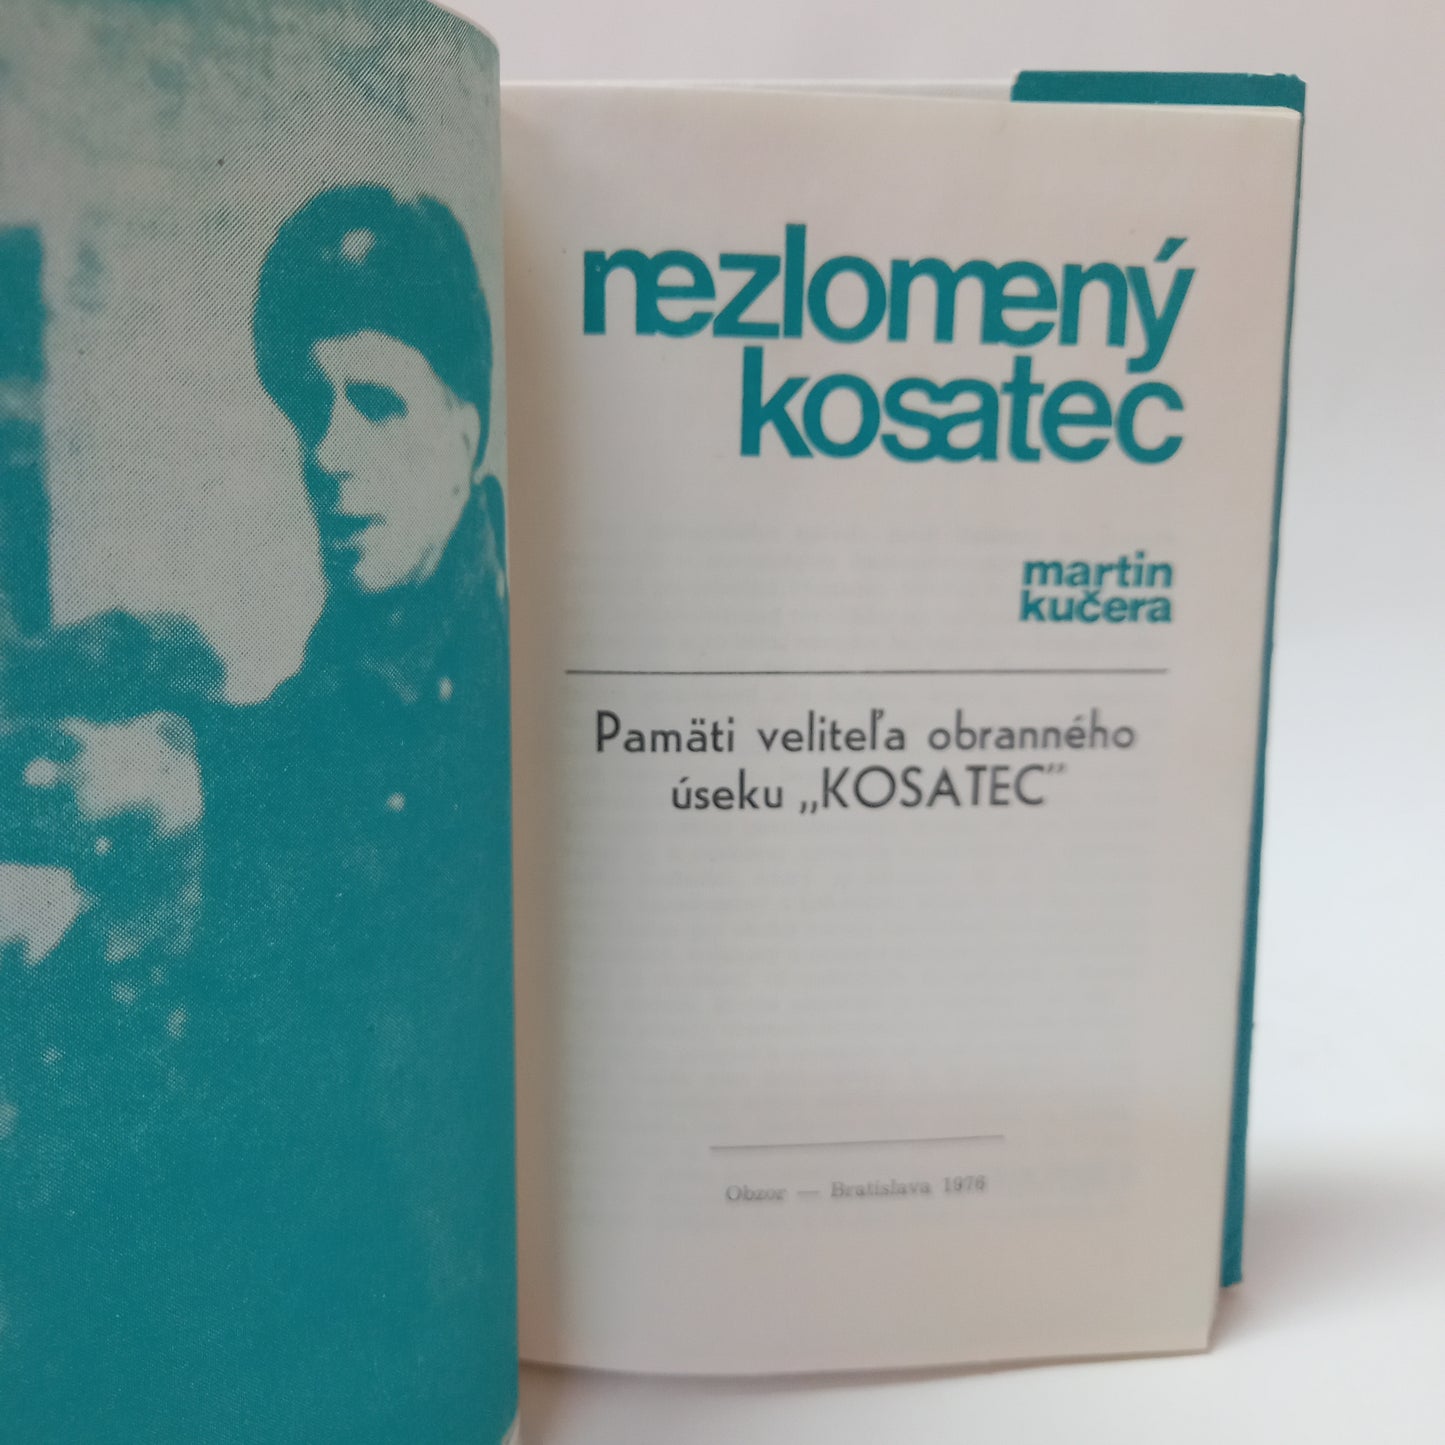 nezlomený
kosatec
martin
kučera
Pamäti veliteľa obranného
úseku „KOSATEC"
Obzor — Bratislava 1976